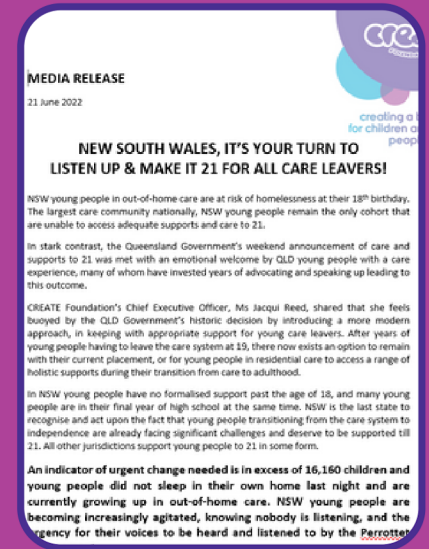 crea
creating a b
for children a
peop
MEDIA RELEASE
21 June 2022
NEW SOUTH WALES, IT'S YOUR TURN TO
LISTEN UP & MAKE IT 21 FOR ALL CARE LEAVERS!
NSW young people in out-of-home care are at risk of homelessness at their 18th birthday.
The largest care community nationally, NSW young people remain the only cohort that
are unable to access adequate supports and care to 21.
In stark contrast, the Queensland Government's weekend announcement of care and
supports to 21 was met with an emotional welcome by QLD young people with a care
experience, many of whom have invested years of advocating and speaking up leading to
this outcome.
CREATE Foundation's Chief Executive Officer, Ms Jacqui Reed, shared that she feels
buoyed by the QLD Government's historic decision by introducing a more modern
approach, in keeping with appropriate support for young care leavers. After years of
young people having to leave the care system at 19, there now exists an option to remain
with their current placement, or for young people in residential care to access a range of
holistic supports during their transition from care to adulthood.
In NSW young people have no formalised support past the age of 18, and many young
people are in their final year of high school at the same time. NSW is the last state to
recognise and act upon the fact that young people transitioning from the care system to
independence are already facing significant challenges and deserve to be supported till
21. All other jurisdictions support young people to 21 in some form.
An indicator of urgent change needed is in excess of 16,160 children and
young people did not sleep in their own home last night and are
currently growing up in out-of-home care. NSW young people are
becoming increasingly agitated, knowing nobody is listening, and the
urgency for their voices to be heard and listened to by the Perrottet